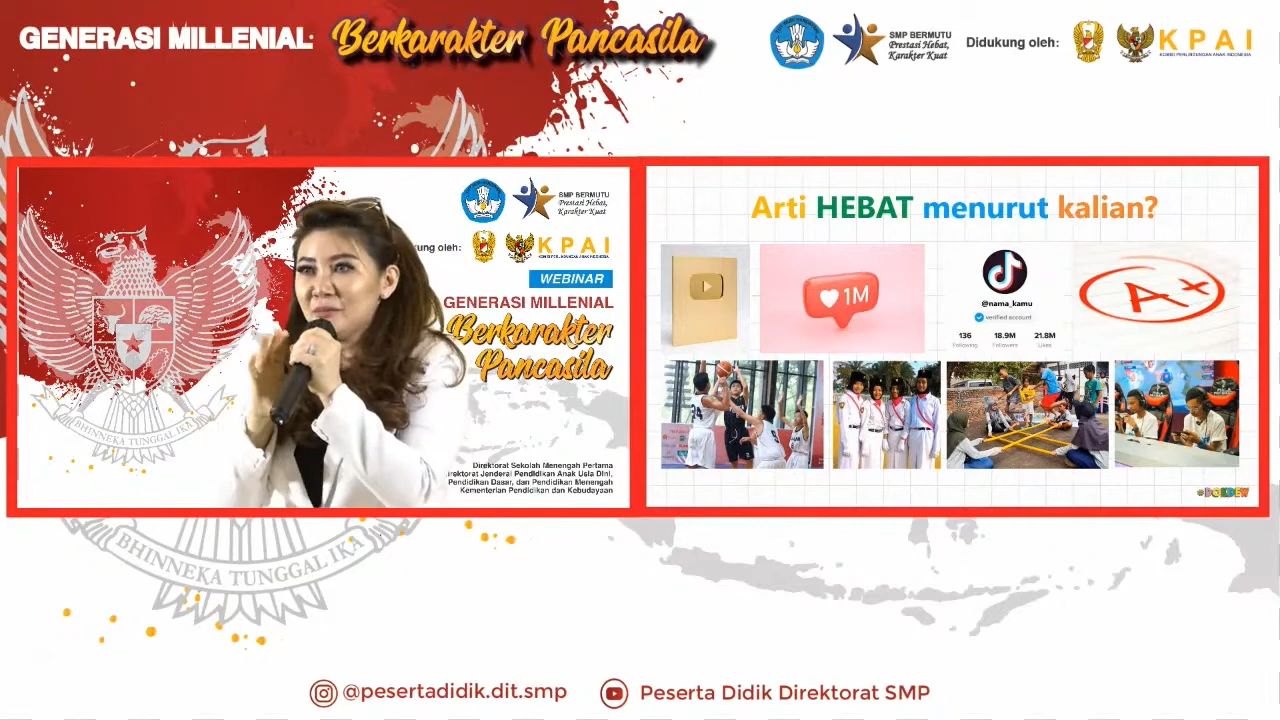 GENERASI MILLENIAL
Berkarakter Pancasila
SMP BERMUTU
Prestasi Hebat,
Karakter Kuat
Didukung oleh:
KPAI
KOMISI PERLINDUNGAN ANAK INDONESIA
SMP BERMUTU
Prestasi Hebat,
Karakter Kuat
kung oleh:
KPAI
WEBINAR
GENERASI MILLENIAL
Berkarakter
Pancasila
BHINNEKA TUNGGAL IKA
Direktorat Sekolah Menengah Pertama
irektorat Jenderal Pendidikan Anak Usia Dini,
Pendidikan Dasar, dan Pendidikan Menengah
Kementerian Pendidikan dan Kebudayaan
Arti HEBAT menurut kalian?
1M
@nama_kamu
verified account
136 18.9M 21.8M
Following Followers Likes
A+
BHINNEKA TUNGGAL IKA
@pesertadidik.dit.smp
Peserta Didik Direktorat SMP